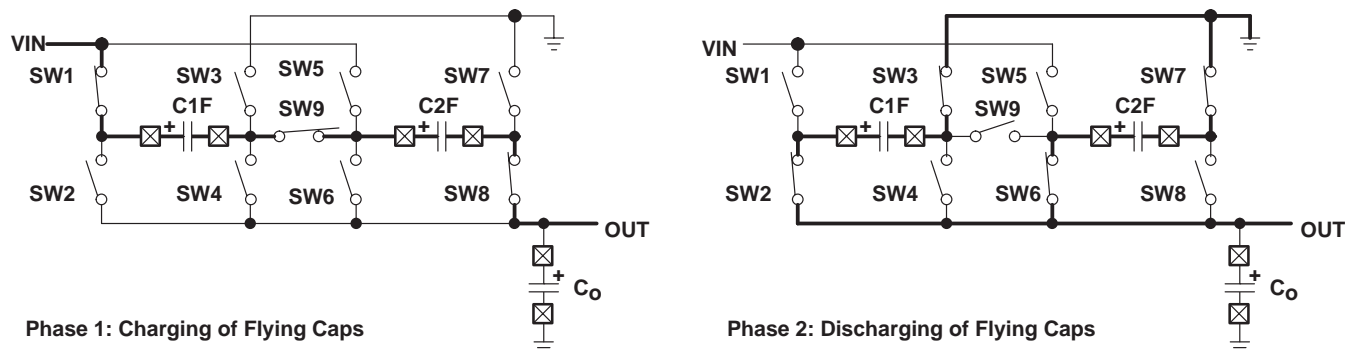 VIN
SW1
SW3
SW5
SW7
C1F
SW9
C2F
+
+
SW2
SW4
SW6
SW8
OUT
+
Co
Phase 1: Charging of Flying Caps
VIN
SW1
SW3
SW5
SW7
C1F
SW9
C2F
+
+
SW2
SW4
SW6
SW8
OUT
+
Co
Phase 2: Discharging of Flying Caps